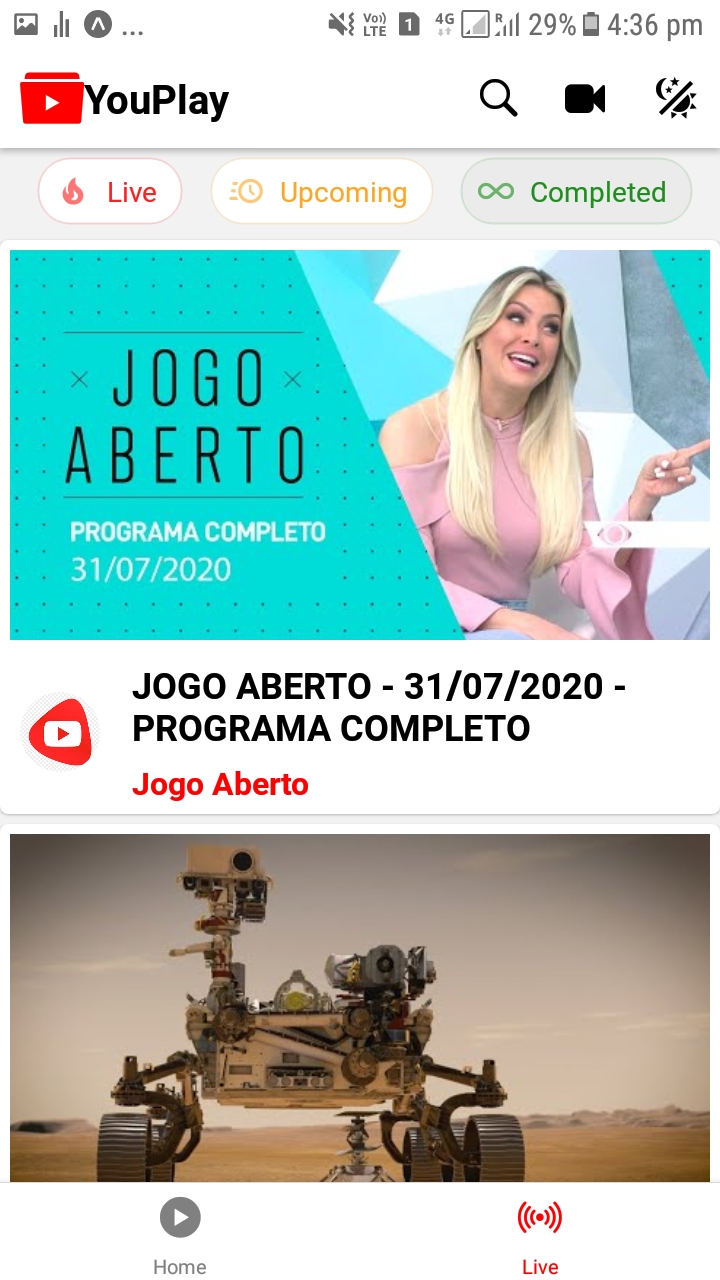 ... Vo)) LTE 1 4G R 29% 4:36 pm
YouPlay
Live Upcoming Completed
JOGO
ABERTO
PROGRAMA COMPLETO
31/07/2020
JOGO ABERTO - 31/07/2020 -
PROGRAMA COMPLETO
Jogo Aberto
Home Live